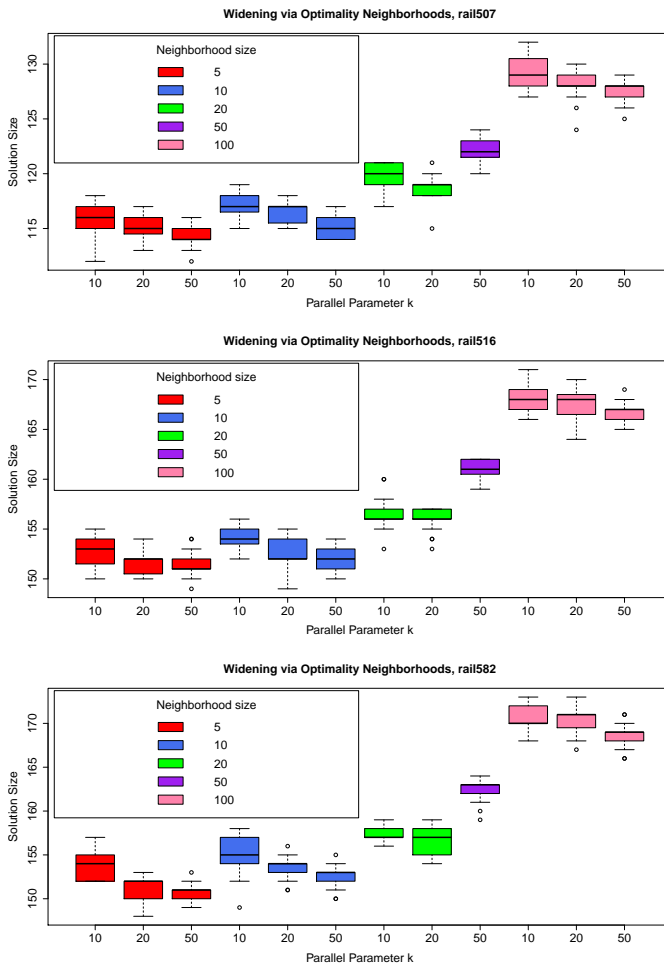 Widening via Optimality Neighborhoods, rail507
Solution Size
130
125
120
115
Neighborhood size
5
10
20
50
100
10 20 50 10 20 50 10 20 50 10 20 50
Parallel Parameter k
Widening via Optimality Neighborhoods, rail516
Solution Size
170
165
160
155
150
Neighborhood size
5
10
20
50
100
10 20 50 10 20 50 10 20 50 10 20 50
Parallel Parameter k
Widening via Optimality Neighborhoods, rail582
Solution Size
170
165
160
155
150
Neighborhood size
5
10
20
50
100
10 20 50 10 20 50 10 20 50 10 20 50
Parallel Parameter k